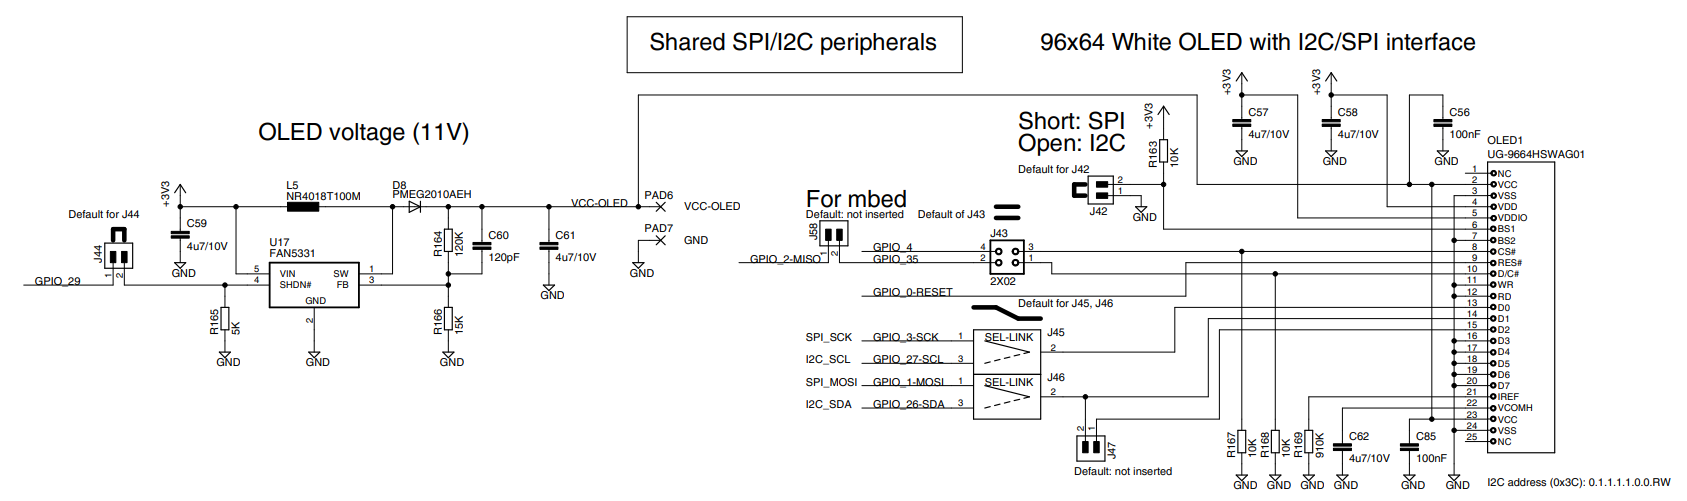 Shared SPI/I2C peripherals
96x64 White OLED with I2C/SPI interface
OLED voltage (11V)
+3V3
Default for J44
J44
1
2
GPIO_29
C59
4u7/10V
GND
L5
NR4018T100M
D8
PMEG2010AEH
U17
FAN5331
5
VIN
SW
1
4
SHDN#
FB
3
GND
2
GND
R165
5K
GND
R164
120K
C60
120pF
R166
15K
GND
C61
4u7/10V
GND
VCC-OLED
PAD6
VCC-OLED
PAD7
GND
GND
For mbed
Default: not inserted
J58
2
1
GPIO_2-MISO
Short: SPI
Open: I2C
Default for J42
2
1
J42
GND
+3V3
R163
10K
Default of J43
J43
GPIO_4
4
3
GPIO_35
2
1
2X02
GPIO_0-RESET
Default for J45, J46
J45
SPI_SCK
GPIO_3-SCK
1
SEL-LINK
2
I2C_SCL
GPIO_27-SCL
3
J46
SPI_MOSI
GPIO_1-MOSI
1
SEL-LINK
2
I2C_SDA
GPIO_26-SDA
3
2
1
J47
Default: not inserted
+3V3
C57
4u7/10V
GND
+3V3
C58
4u7/10V
GND
C56
100nF
GND
OLED1
UG-9664HSWAG01
1 NC
2 VCC
3 VSS
4 VDD
5 VDDIO
6 BS1
7 BS2
8 CS#
9 RES#
10 D/C#
11 WR
12 RD
13 D0
14 D1
15 D2
16 D3
17 D4
18 D5
19 D6
20 D7
21 IREF
22 VCOMH
23 VCC
24 VSS
25 NC
R167
10K
GND
R168
10K
GND
R169
910K
GND
C62
4u7/10V
GND
C85
100nF
GND
GND
I2C address (0x3C): 0.1.1.1.1.0.0.RW